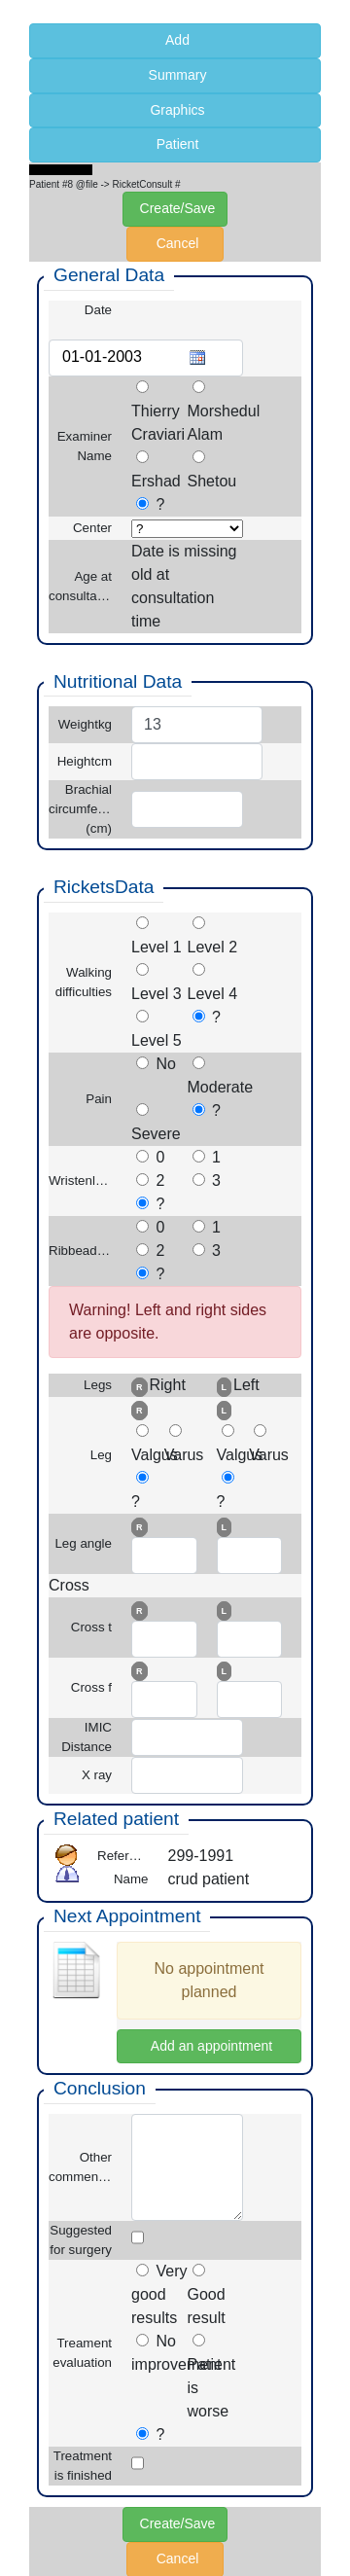 Add
Summary
Graphics
Patient
Patient #8 @file -> RicketConsult #
Create/Save
Cancel
General Data
Date
01-01-2003
Examiner Name
Thierry Craviari
Morshedul Alam
Ershad
Shetou
?
Center
?
Age at consulta...
Date is missing
old at
consultation
time
Nutritional Data
Weightkg
13
Heightcm
Brachial
circumfe...
(cm)
RicketsData
Walking
difficulties
Level 1
Level 2
Level 3
Level 4
?
Level 5
Pain
No
Moderate
?
Severe
Wristenl...
0
1
2
3
?
Ribbead...
0
1
2
3
?
Warning! Left and right sides
are opposite.
Legs
R Right
L Left
Leg
R
L
Valgus
Varus
Valgus
Varus
?
?
Leg angle
R
L
Cross
Cross t
R
L
Cross f
R
L
IMIC
Distance
X ray
Related patient
Refer...
299-1991
Name
crud patient
Next Appointment
No appointment
planned
Add an appointment
Conclusion
Other
commen...
Suggested
for surgery
Treament
evaluation
Very
good
results
Good
result
No
improvement
Patient
is
worse
?
Treatment
is finished
Create/Save
Cancel